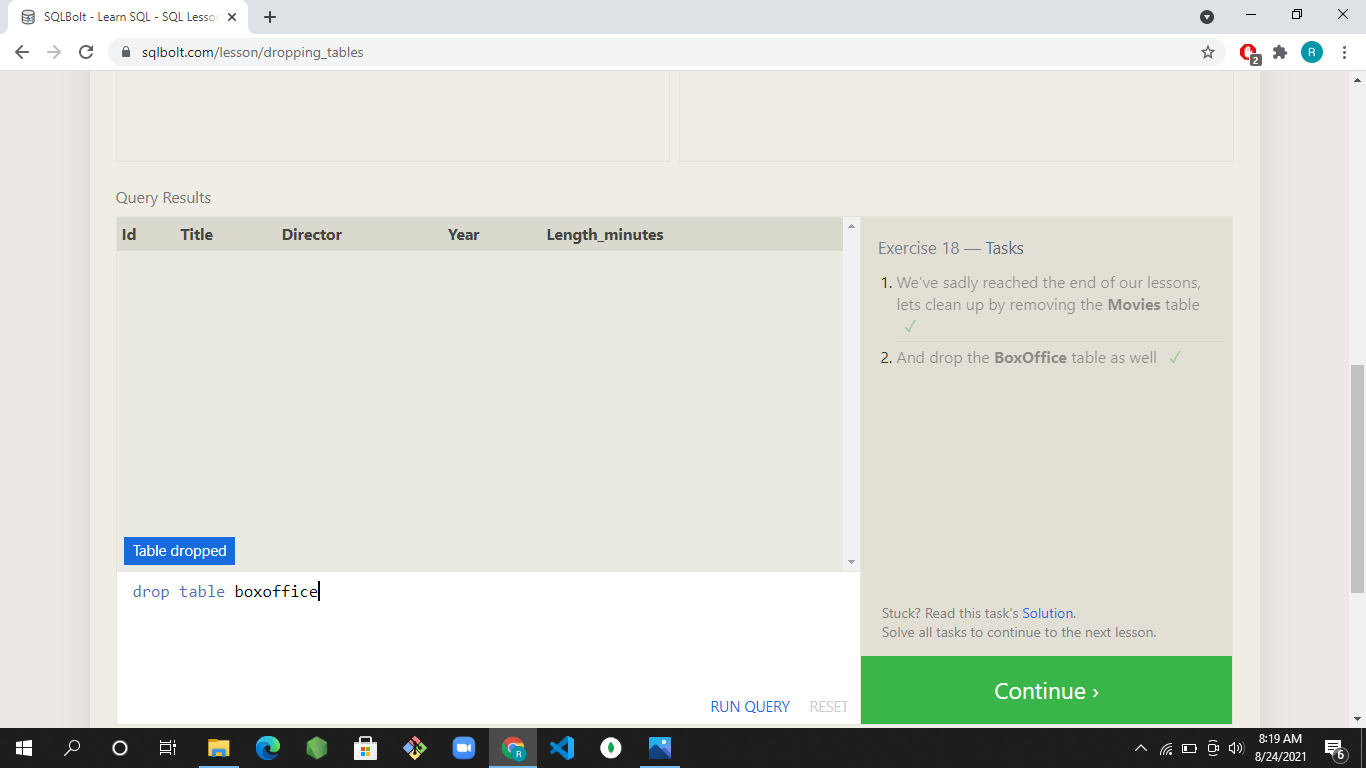 SQLBolt - Learn SQL - SQL Lesso
sqlbolt.com/lesson/dropping_tables
2
R
Query Results
Id Title Director Year Length_minutes
Table dropped
drop table boxoffice
RUN QUERY RESET
Exercise 18 — Tasks
1. We've sadly reached the end of our lessons,
lets clean up by removing the Movies table
✓
2. And drop the BoxOffice table as well ✓
Stuck? Read this task's Solution.
Solve all tasks to continue to the next lesson.
Continue ›
R
8:19 AM
8/24/2021
6